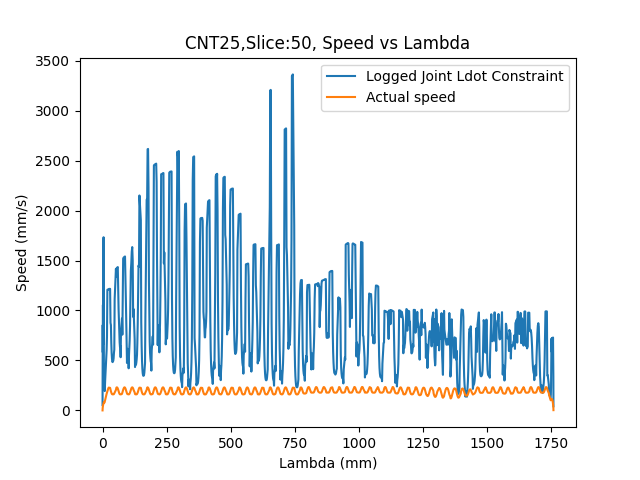 CNT25,Slice:50, Speed vs Lambda
Logged Joint Ldot Constraint
Actual speed
3500
3000
2500
2000
1500
1000
500
0
Speed (mm/s)
0 250 500 750 1000 1250 1500 1750
Lambda (mm)